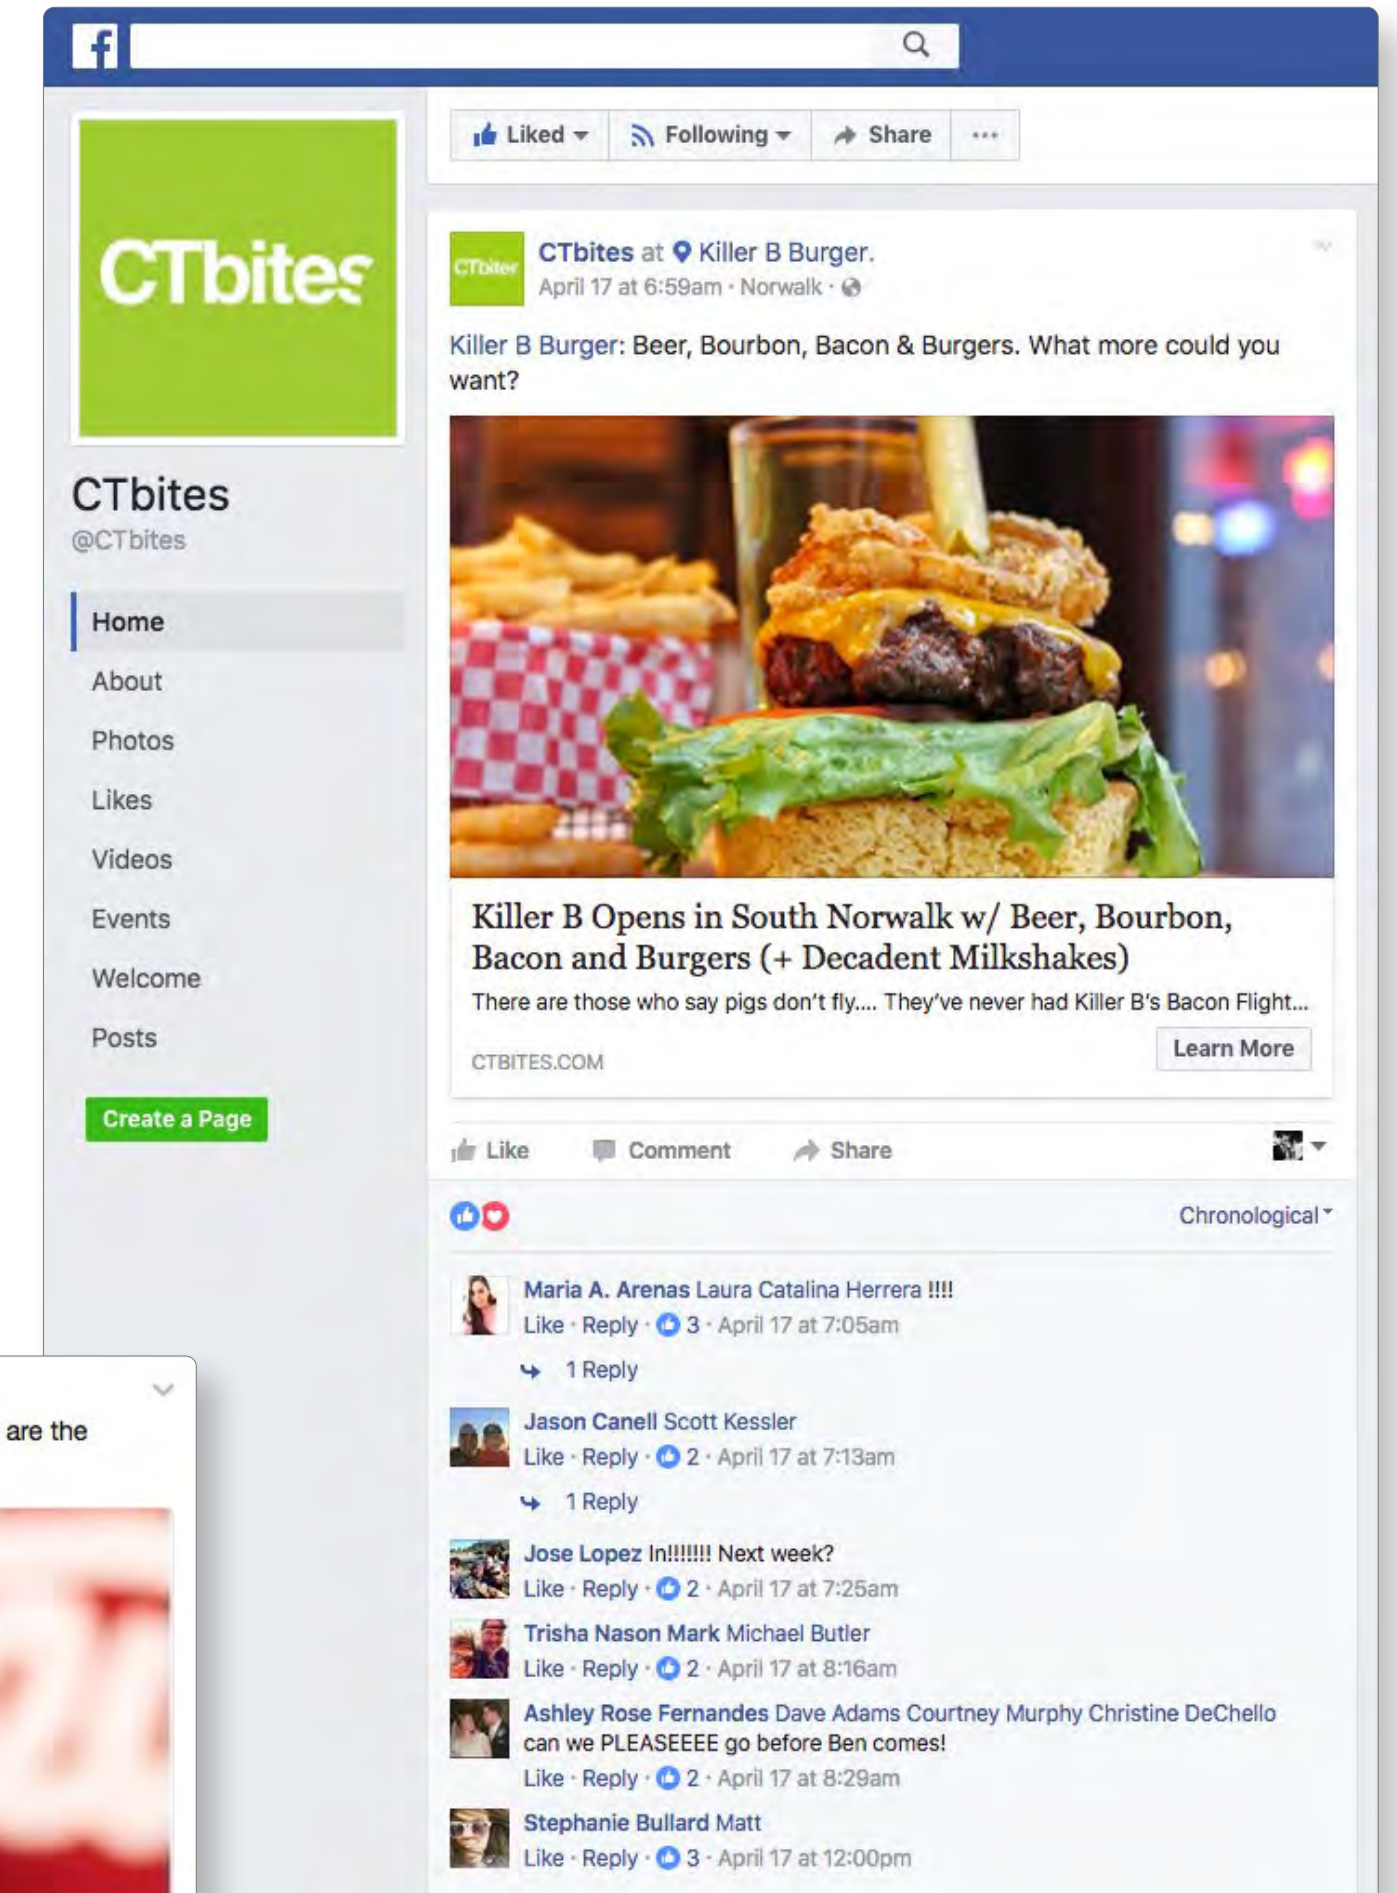 f
Liked
Following
Share
CTbites
CTbites
CTbites at Killer B Burger.
April 17 at 6:59am · Norwalk ·
Killer B Burger: Beer, Bourbon, Bacon & Burgers. What more could you
want?
CTbites
@CTbites
Home
About
Photos
Likes
Videos
Events
Welcome
Posts
Create a Page
Killer B Opens in South Norwalk w/ Beer, Bourbon,
Bacon and Burgers (+ Decadent Milkshakes)
There are those who say pigs don't fly.... They've never had Killer B's Bacon Flight...
CTBITES.COM
Learn More
Like
Comment
Share
Chronological
Maria A. Arenas Laura Catalina Herrera !!!!
Like · Reply · 3 · April 17 at 7:05am
1 Reply
Jason Canell Scott Kessler
Like · Reply · 2 · April 17 at 7:13am
1 Reply
Jose Lopez In!!!!!!! Next week?
Like · Reply · 2 · April 17 at 7:25am
Trisha Nason Mark Michael Butler
Like · Reply · 2 · April 17 at 8:16am
Ashley Rose Fernandes Dave Adams Courtney Murphy Christine DeChello
can we PLEASEEEE go before Ben comes!
Like · Reply · 2 · April 17 at 8:29am
Stephanie Bullard Matt
Like · Reply · 3 · April 17 at 12:00pm
are the